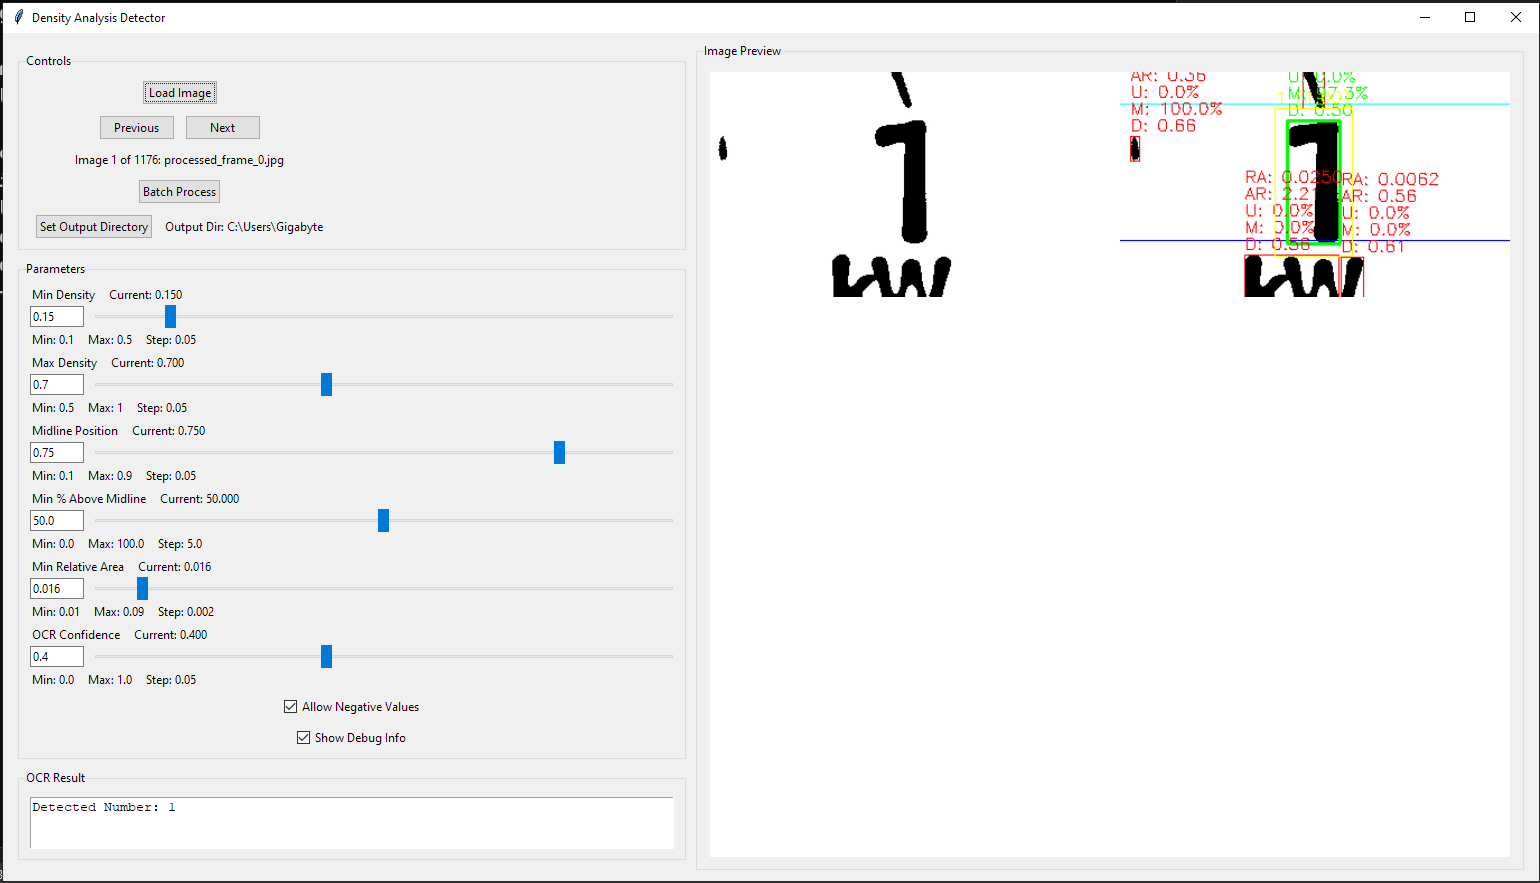 Density Analysis Detector
Controls
Load Image
Previous Next
Image 1 of 1176: processed_frame_0.jpg
Batch Process
Set Output Directory Output Dir: C:\Users\Gigabyte
Parameters
Min Density Current: 0.150
0.15
Min: 0.1 Max: 0.5 Step: 0.05
Max Density Current: 0.700
0.7
Min: 0.5 Max: 1 Step: 0.05
Midline Position Current: 0.750
0.75
Min: 0.1 Max: 0.9 Step: 0.05
Min % Above Midline Current: 50.000
50.0
Min: 0.0 Max: 100.0 Step: 5.0
Min Relative Area Current: 0.016
0.016
Min: 0.01 Max: 0.09 Step: 0.002
OCR Confidence Current: 0.400
0.4
Min: 0.0 Max: 1.0 Step: 0.05
Allow Negative Values
Show Debug Info
OCR Result
Detected Number: 1
Image Preview
1
kW
AR: 0.36
U: 0.0%
M: 100.0%
D: 0.66
U: 0.0%
M: 97.3%
D: 0.56
1
RA: 0.0250
AR: 2.21
U: 0.0%
M: 0.0%
D: 0.56
RA: 0.0062
AR: 0.56
U: 0.0%
M: 0.0%
D: 0.61
kW